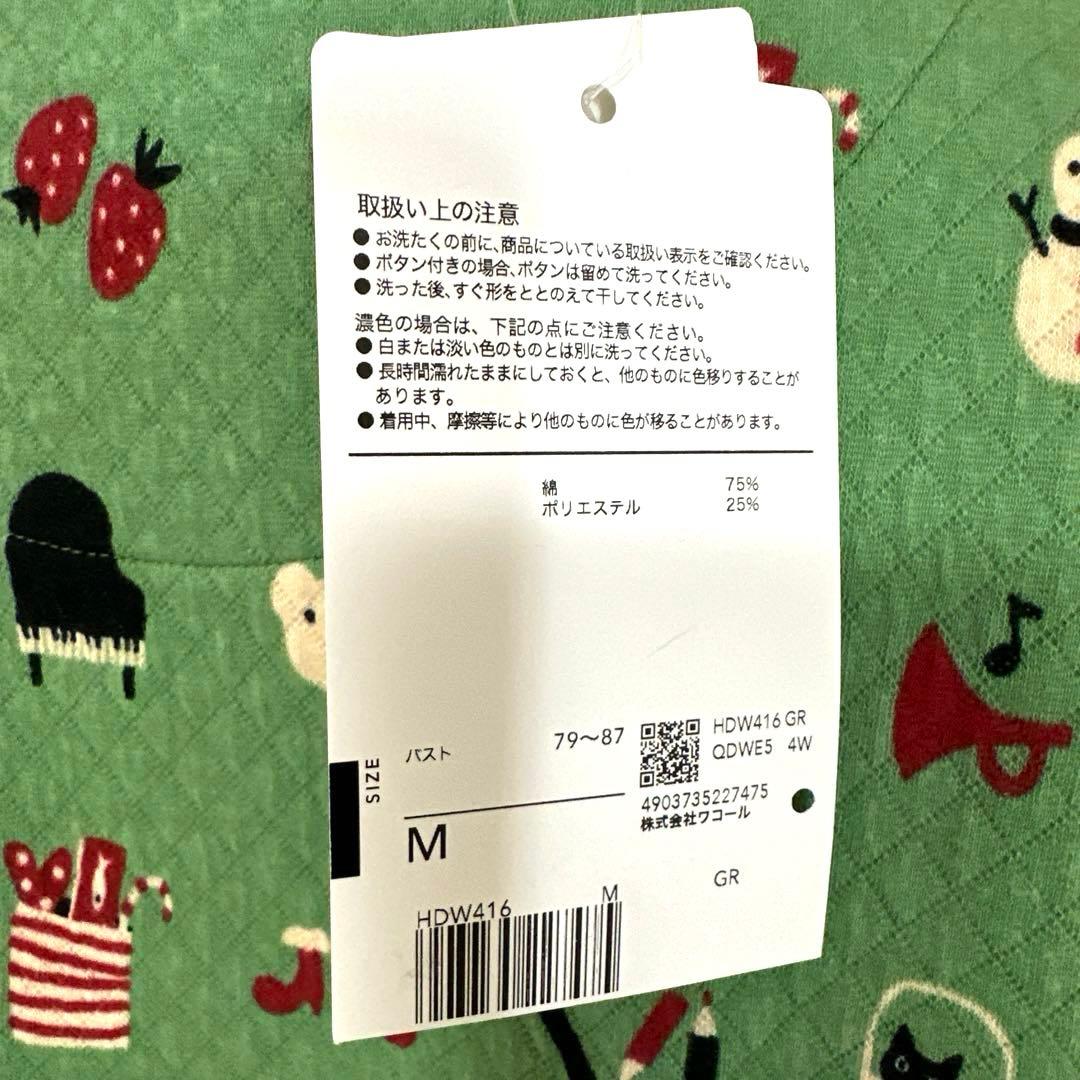 取扱い上の注意
●お洗たくの前に、商品についている取扱い表示をご確認ください。
●ボタン付きの場合、ボタンは留めて洗ってください。
●洗った後、すぐ形をととのえて干してください。
濃色の場合は、下記の点にご注意ください。
●白または淡い色のものとは別に洗ってください。
●長時間濡れたままにしておくと、他のものに色移りすることが
あります。
●着用中、摩擦等により他のものに色が移ることがあります。
綿 75%
ポリエステル 25%
SIZE
バスト 79〜87
M
HDW416 GR
QDWE5 4W
4903735227475
株式会社ワコール
GR
HDW416 M